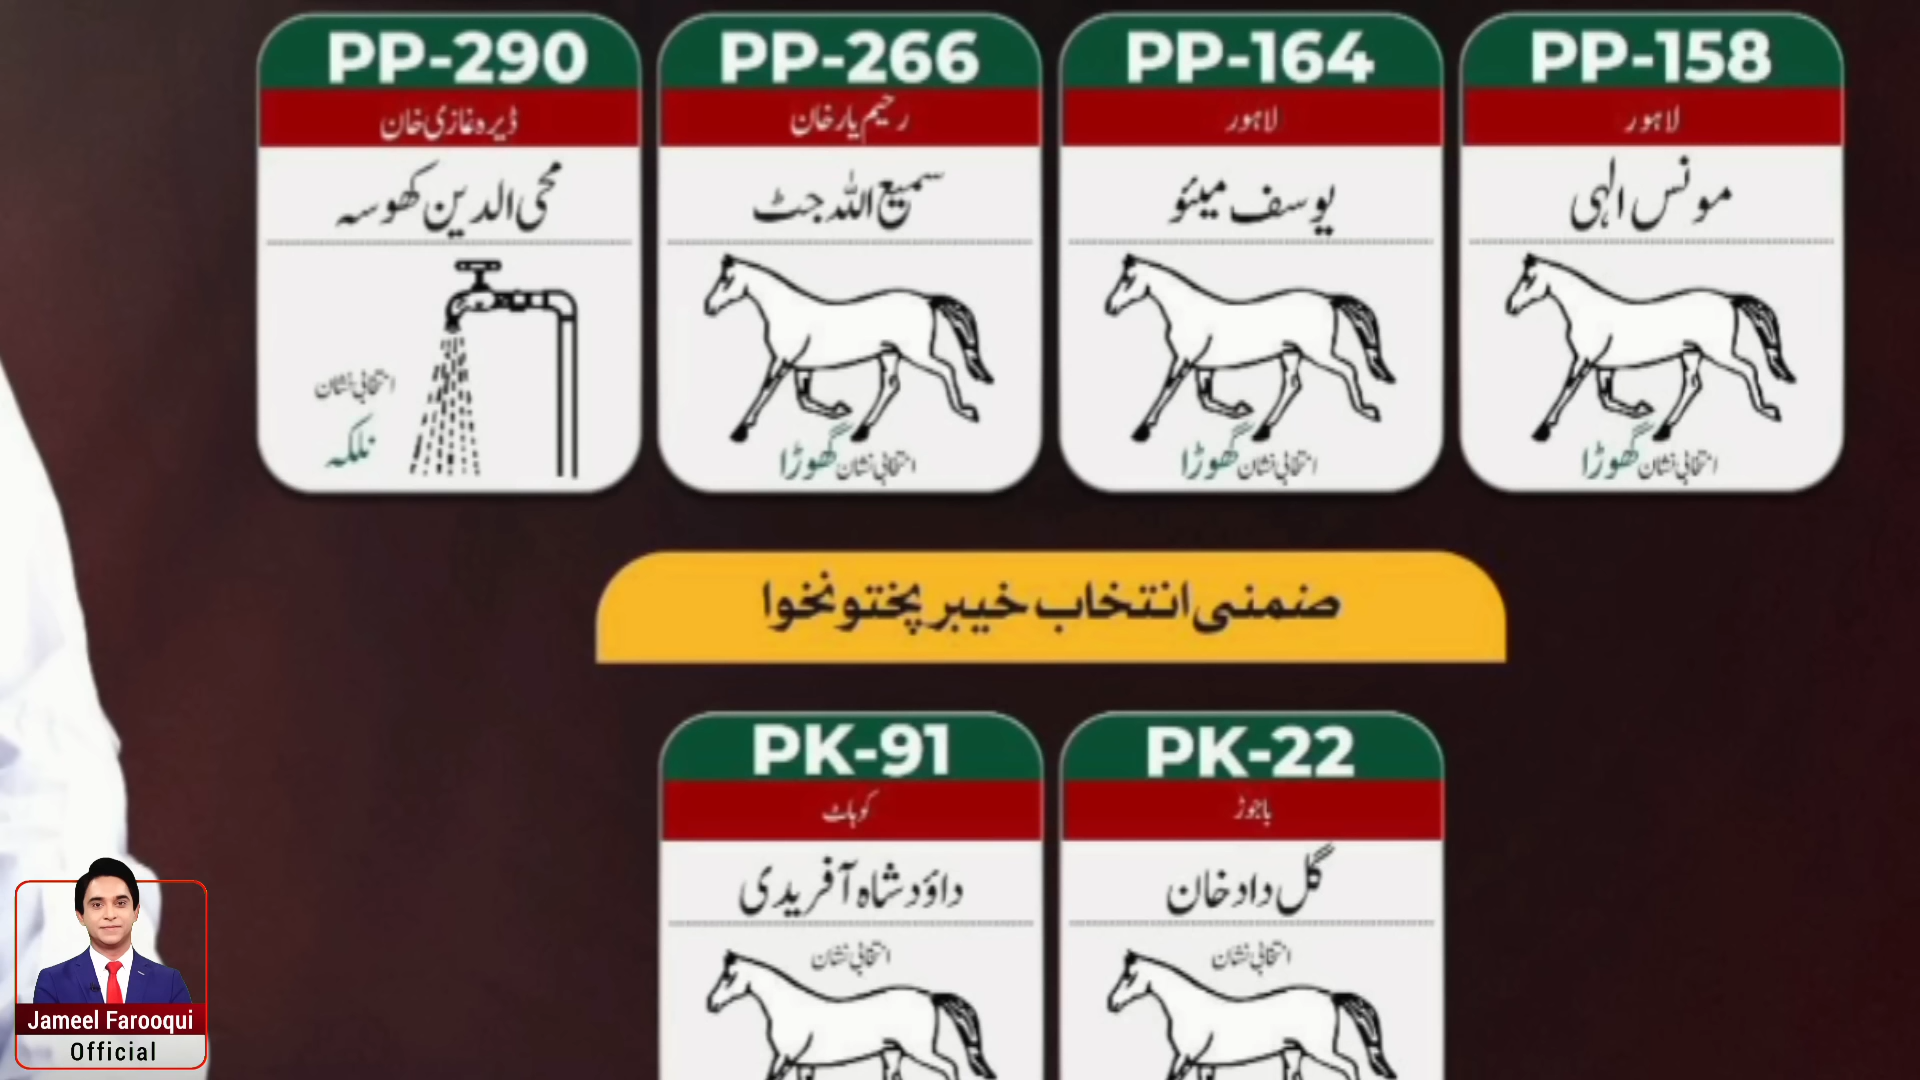 PP-158
لاہور
مونس الہی
انتخابی نشان گھوڑا
PP-164
لاہور
یوسف میئو
انتخابی نشان گھوڑا
PP-266
رحیم یار خان
سمیع اللہ جٹ
انتخابی نشان گھوڑا
PP-290
ڈیرہ غازی خان
محی الدین کھوسہ
انتخابی نشان
نلکہ
ضمنی انتخاب خیبر پختونخوا
PK-22
باجوڑ
گل داد خان
انتخابی نشان
PK-91
کوہاٹ
داؤد شاہ آفریدی
انتخابی نشان
Jameel Farooqui
Official